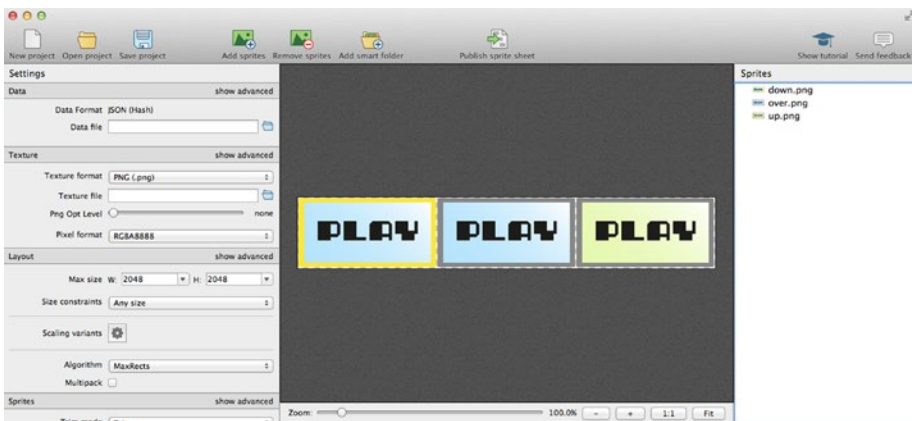 New project Open project Save project Add sprites Remove sprites Add smart folder Publish sprite sheet Show tutorial Send feedback
Settings
Data show advanced
Data Format JSON (Hash)
Data file
Texture show advanced
Texture format PNG (.png)
Texture file
Png Opt Level none
Pixel format RGBA8888
Layout show advanced
Max size W: 2048 H: 2048
Size constraints Any size
Scaling variants
Algorithm MaxRects
Multipack
Sprites show advanced
PLAY PLAY PLAY
Zoom: 100.0% - + 1:1 Fit
Sprites
down.png
over.png
up.png